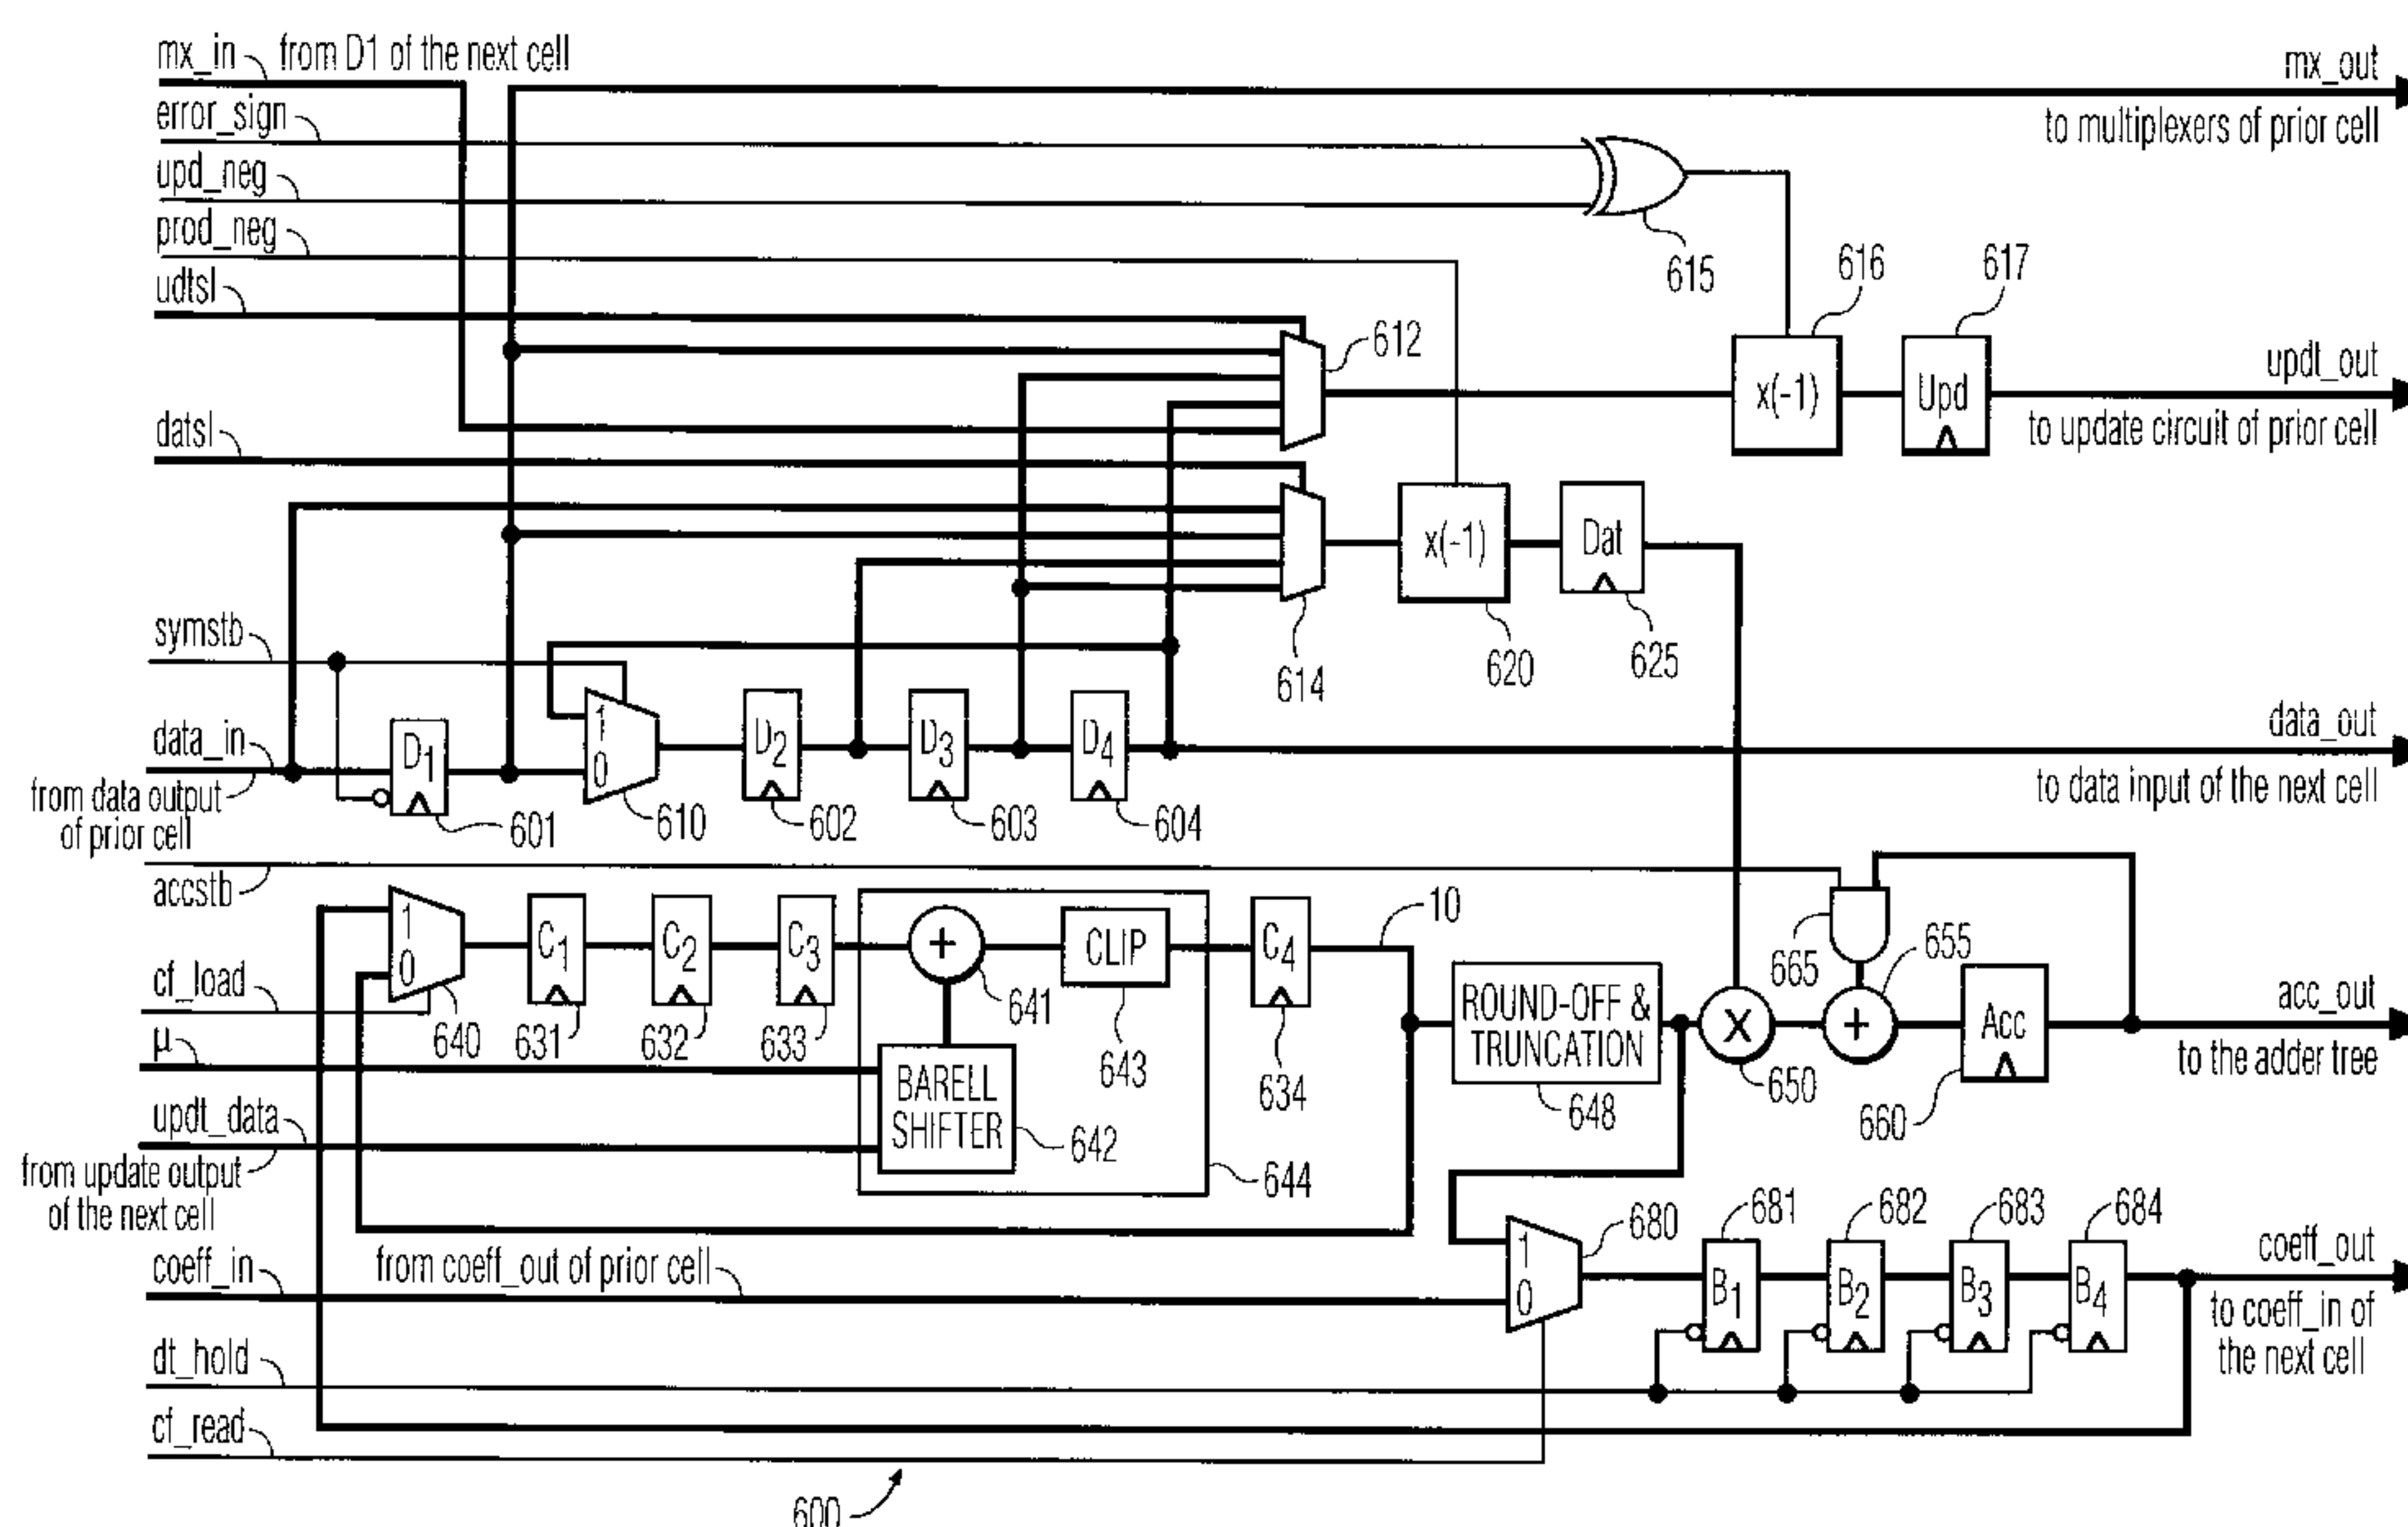 mx_in from D1 of the next cell
mx_out
to multiplexers of prior cell
error_sign
upd_neg
prod_neg
udtsl
615
616
617
612
x(-1)
Upd
updt_out
to update circuit of prior cell
datsl
x(-1)
Dat
symstb
614
620
625
data_in
from data output
of prior cell
D1
601
1
0
610
D2
602
D3
603
D4
604
data_out
to data input of the next cell
accstb
1
0
640
C1
631
C2
632
C3
633
+
641
CLIP
643
C4
634
10
ROUND-OFF &
TRUNCATION
648
X
650
665
+
655
Acc
660
acc_out
to the adder tree
cf_load
µ
BARELL
SHIFTER
642
644
updt_data
from update output
of the next cell
coeff_in from coeff_out of prior cell
1
0
680
B1
681
B2
682
B3
683
B4
684
coeff_out
to coeff_in of
the next cell
dt_hold
cf_read
600